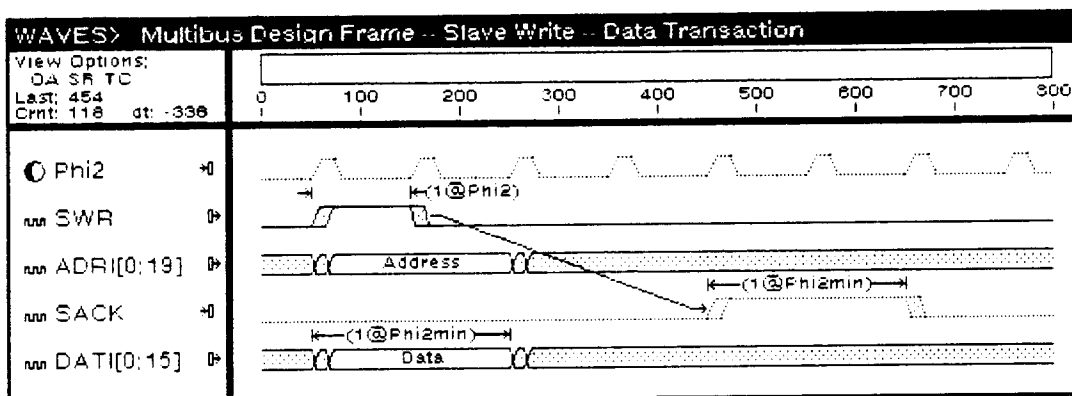 WAVES> Multibus Design Frame -- Slave Write -- Data Transaction
View Options:
OA SR TC
Last: 454
Crnt: 118 dt: -336
0 100 200 300 400 500 600 700 800
Phi2
(1@Phi2)
SWR
ADRI[0:19] Address
(1@Phi2min)
SACK
(1@Phi2min)
DATI[0:15] Data